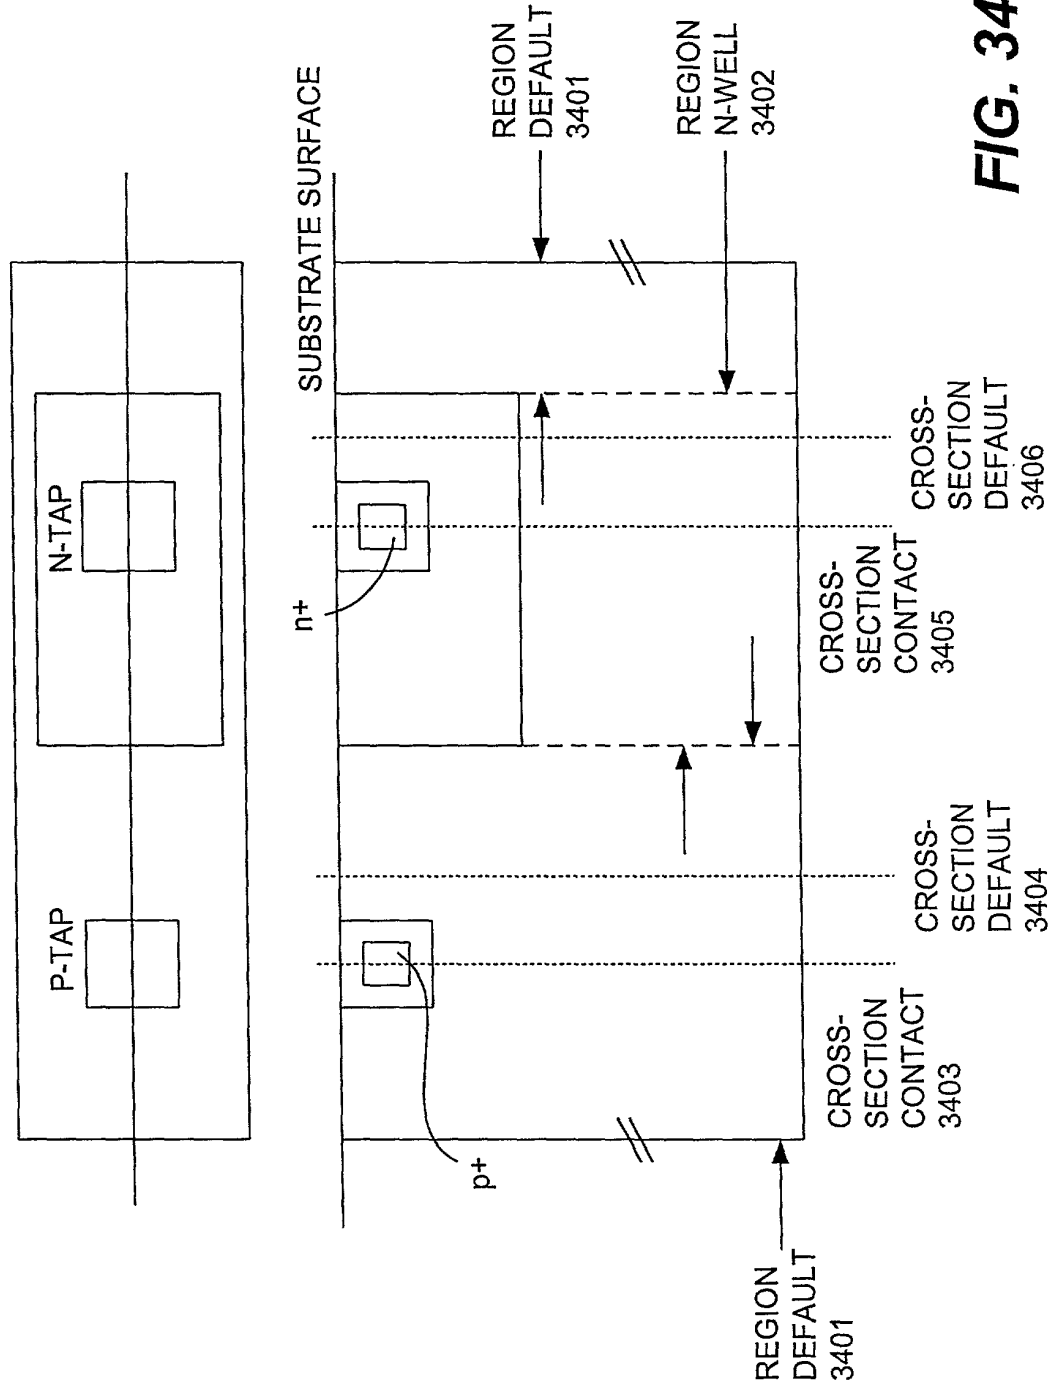 P-TAP
N-TAP
SUBSTRATE SURFACE
n+
p+
REGION
DEFAULT
3401
REGION
N-WELL
3402
REGION
DEFAULT
3401
CROSS-
SECTION
CONTACT
3403
CROSS-
SECTION
DEFAULT
3404
CROSS-
SECTION
CONTACT
3405
CROSS-
SECTION
DEFAULT
3406
FIG. 34